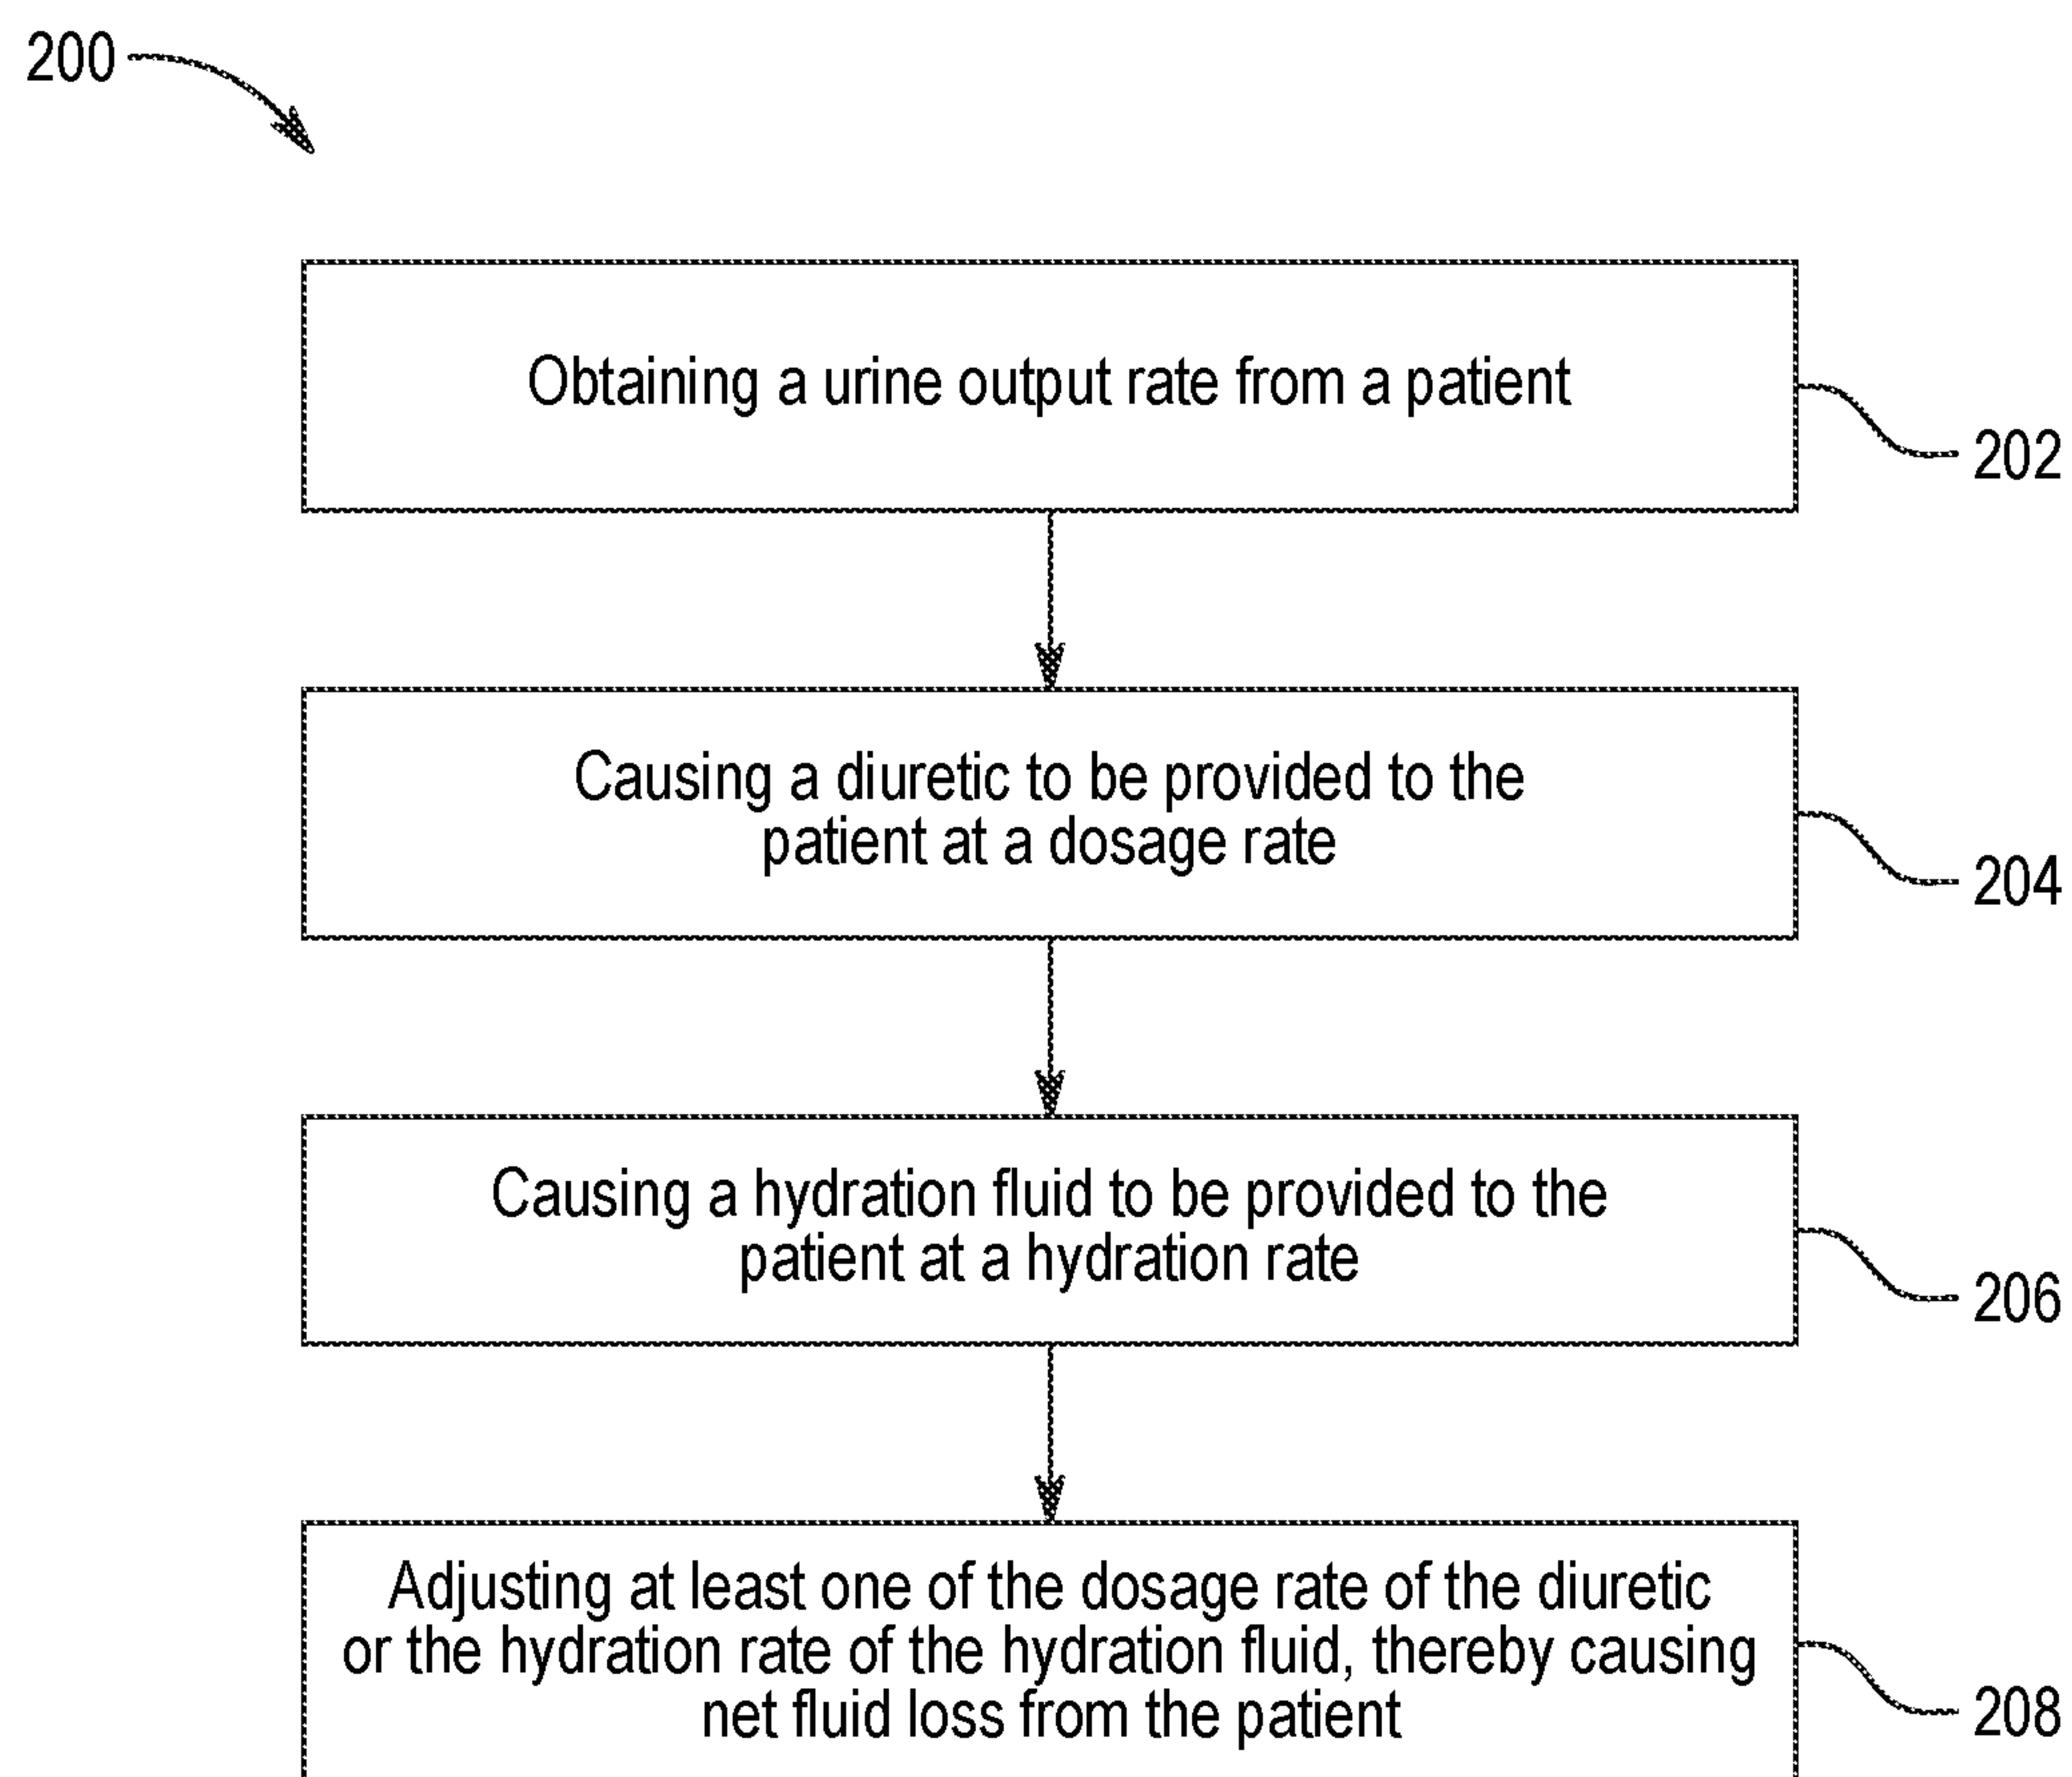 200
Obtaining a urine output rate from a patient
202
Causing a diuretic to be provided to the
patient at a dosage rate
204
Causing a hydration fluid to be provided to the
patient at a hydration rate
206
Adjusting at least one of the dosage rate of the diuretic
or the hydration rate of the hydration fluid, thereby causing
net fluid loss from the patient
208